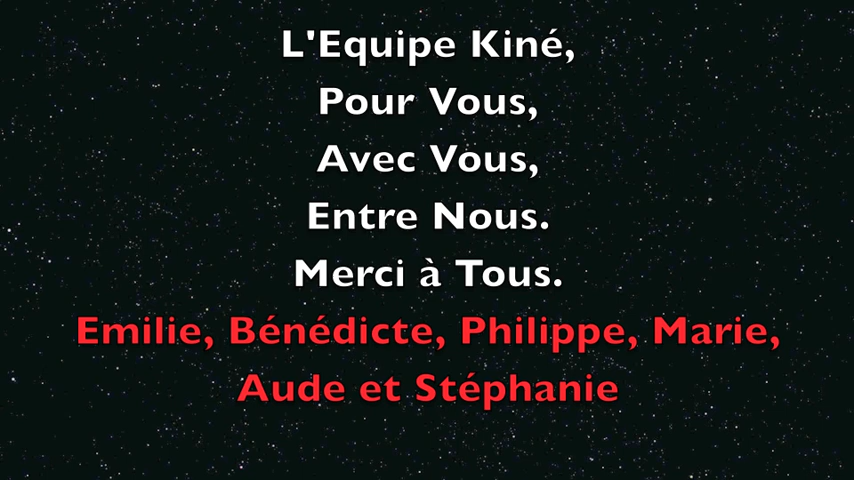 L'Equipe Kiné,
Pour Vous,
Avec Vous,
Entre Nous.
Merci à Tous.
Emilie, Bénédicte, Philippe, Marie,
Aude et Stéphanie